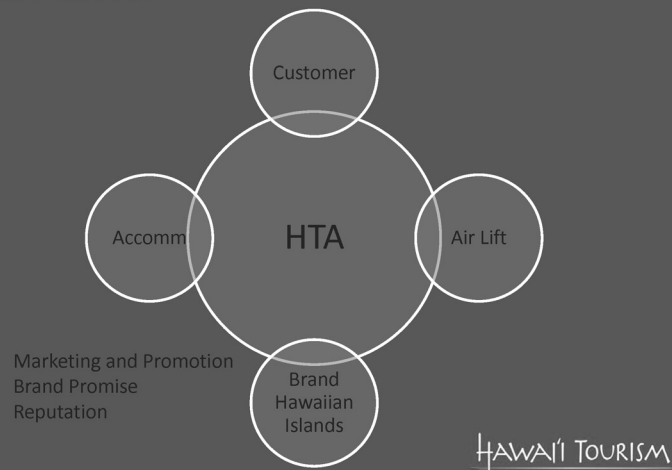 Customer
Accomm
HTA
Air Lift
Marketing and Promotion
Brand Promise
Reputation
Brand
Hawaiian
Islands
HAWAI'I TOURISM